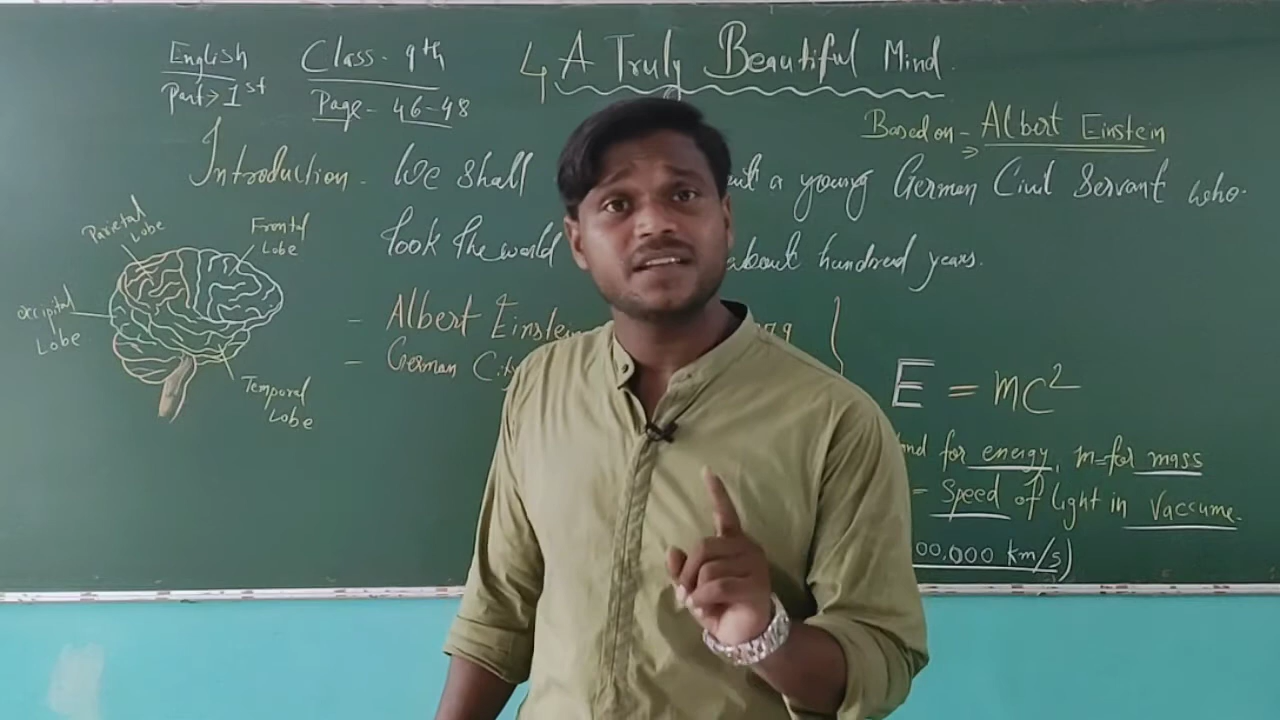 English
Part > 1st
Class - 9th
Page - 46-48
4 A Truly Beautiful Mind.
Based on - Albert Einstein
Introduction - We shall a young German Civil Servant who
took the world about hundred years.
Parietal Lobe
Frontal Lobe
Occipital Lobe
Temporal Lobe
- Albert Einstein
- German City
E = mc²
for energy, m=for mass
= Speed of light in Vaccume.
00,000 km/s)